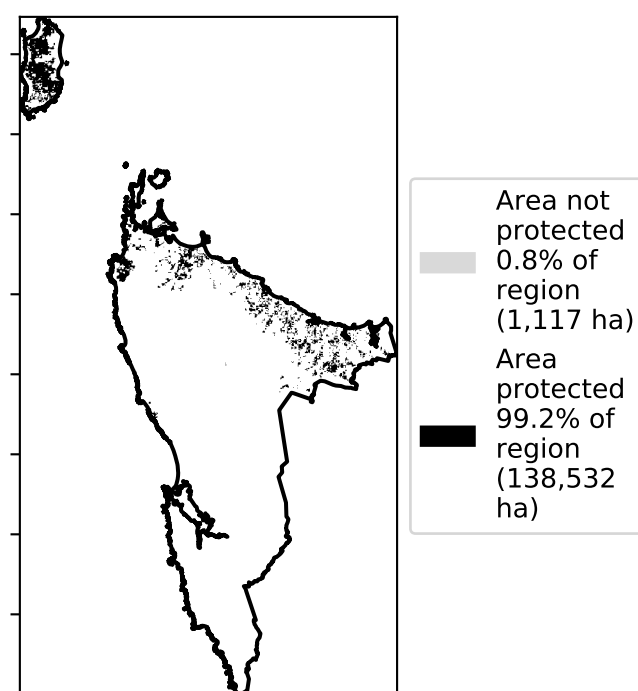 Area not
protected
0.8% of
region
(1,117 ha)
Area
protected
99.2% of
region
(138,532
ha)